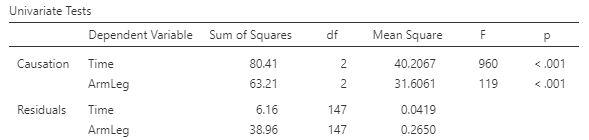 Univariate Tests
Dependent Variable Sum of Squares df Mean Square F p
Causation Time 80.41 2 40.2067 960 < .001
ArmLeg 63.21 2 31.6061 119 < .001
Residuals Time 6.16 147 0.0419
ArmLeg 38.96 147 0.2650